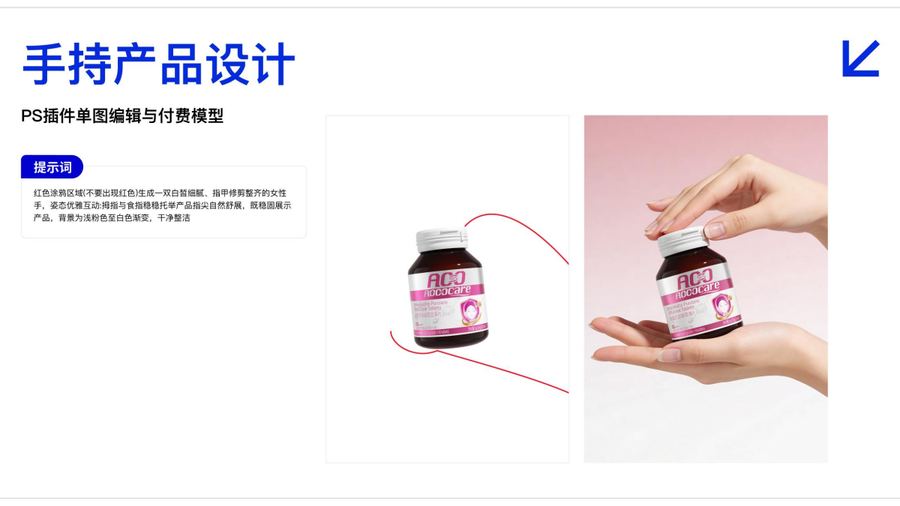 手持产品设计
PS插件单图编辑与付费模型
提示词
红色涂鸦区域(不要出现红色)生成一双白皙细腻、指甲修剪整齐的女性
手，姿态优雅互动:拇指与食指稳稳托举产品指尖自然舒展，既稳固展示
产品，背景为浅粉色至白色渐变，干净整洁
ACO
AOCOCare
ACO
AOCOCare